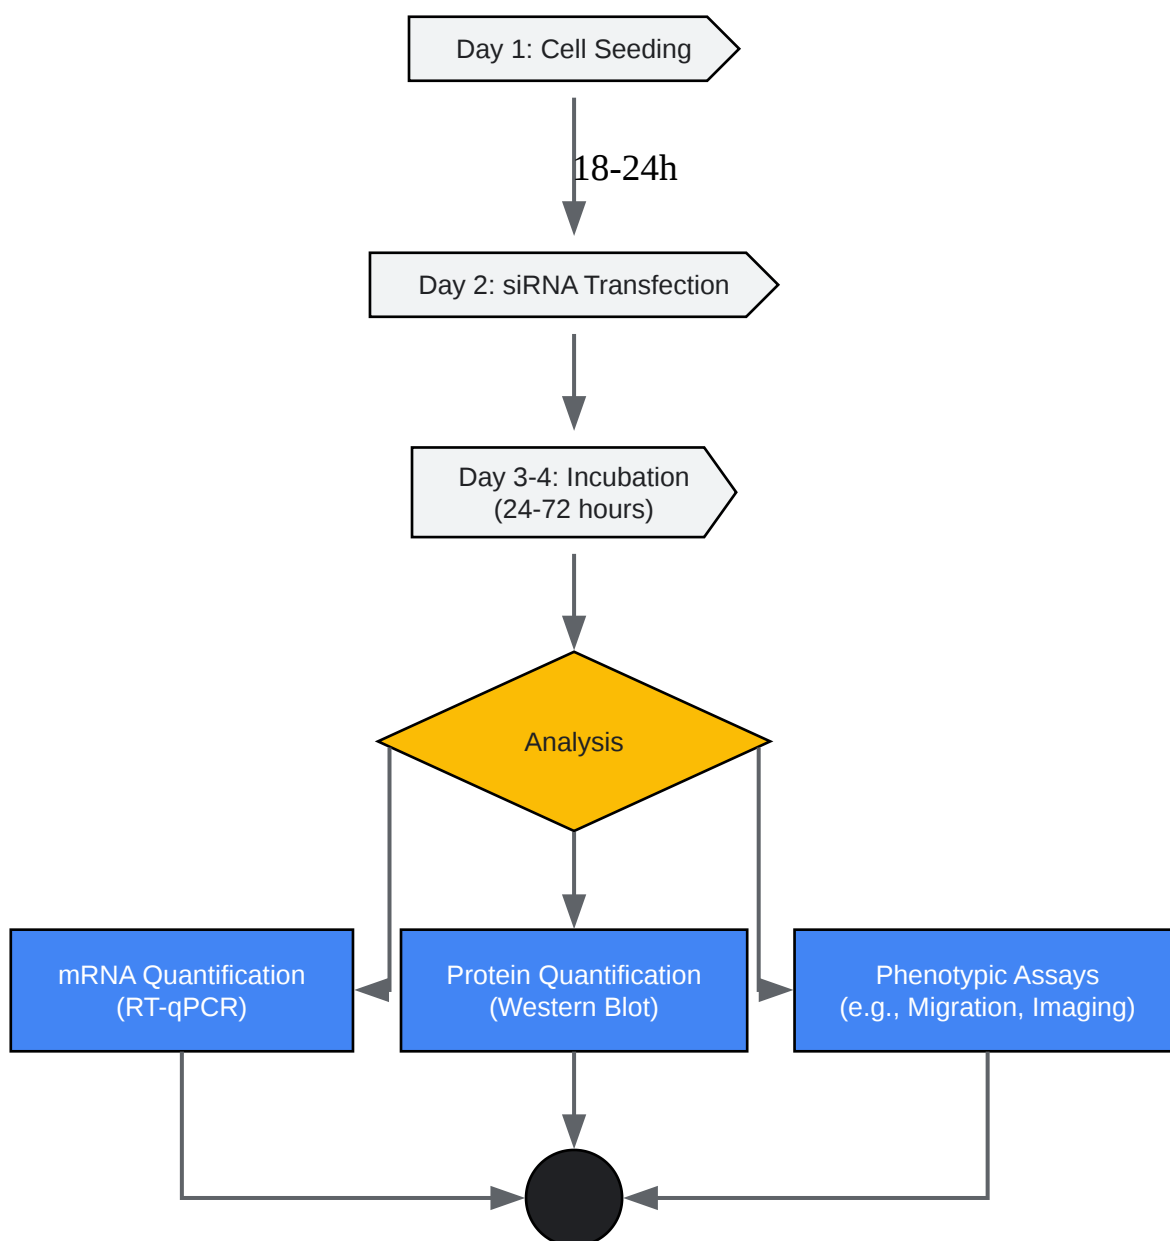 Day 1: Cell Seeding
18-24h
Day 2: siRNA Transfection
Day 3-4: Incubation
(24-72 hours)
Analysis
mRNA Quantification
(RT-qPCR)
Protein Quantification
(Western Blot)
Phenotypic Assays
(e.g., Migration, Imaging)